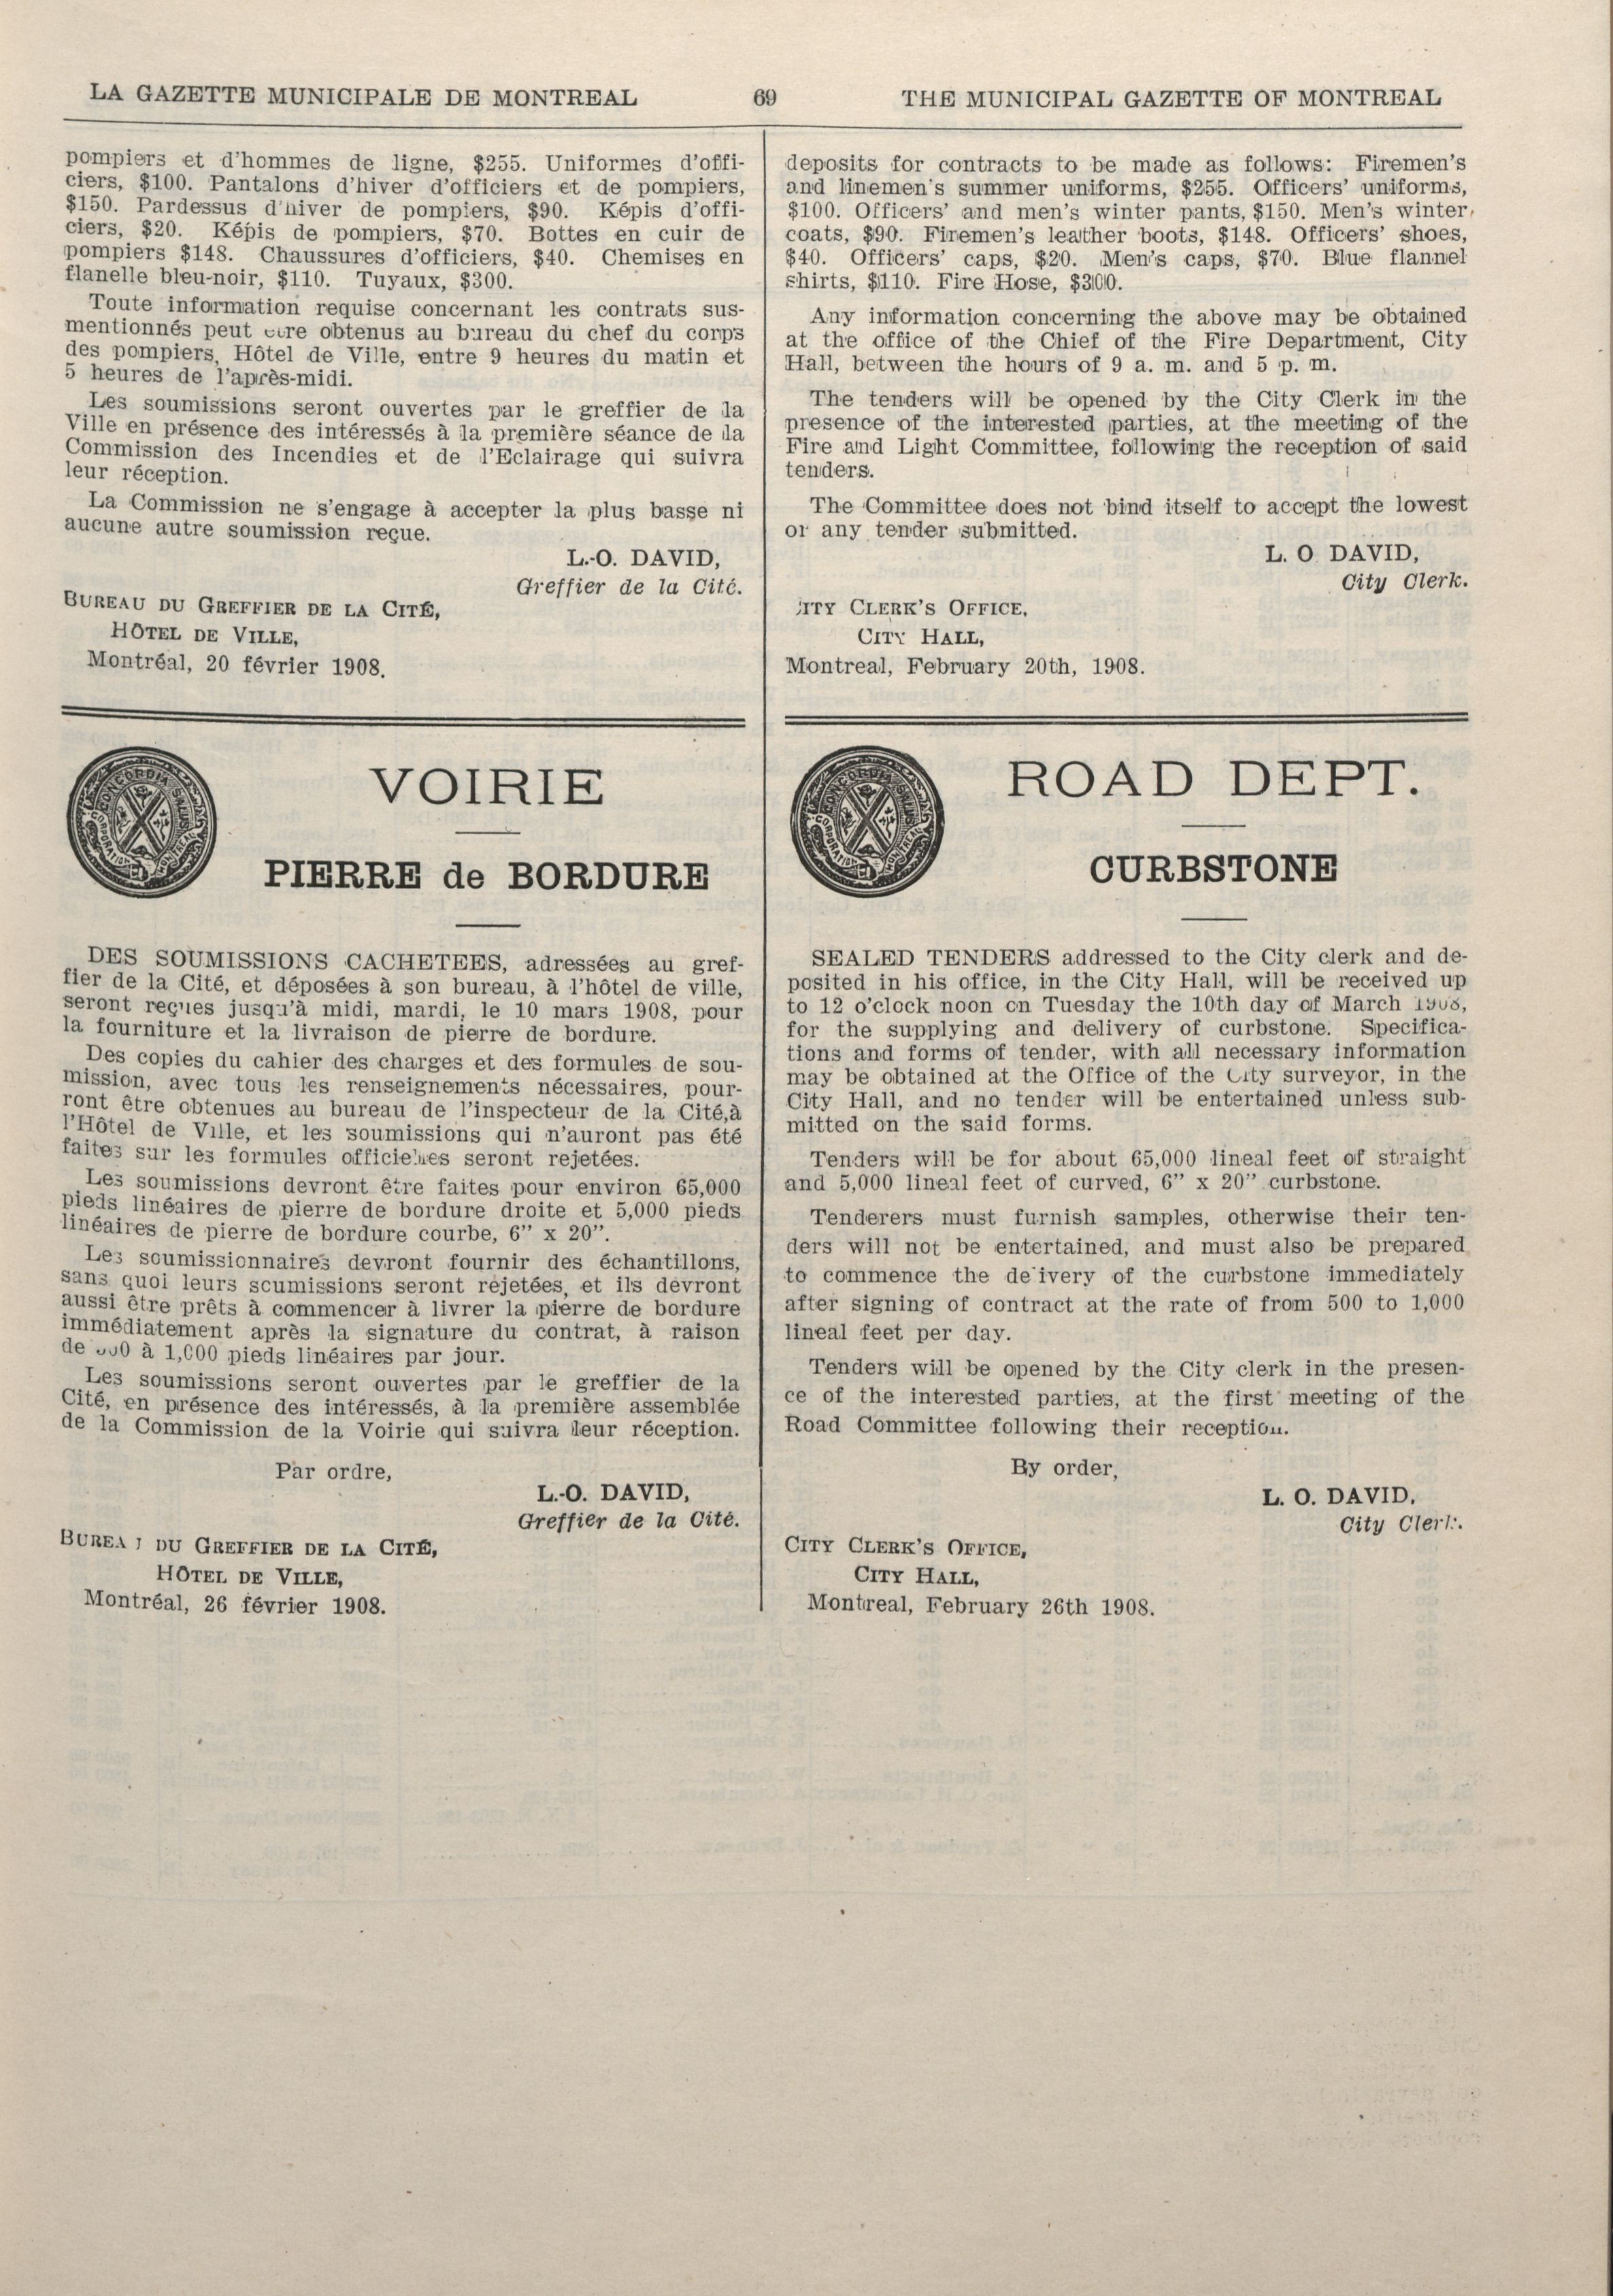 LA GAZETTE MUNICIPALE DE MONTREAL 69 THE MUNICIPAL GAZETTE OF MONTREAL
pompiers et d'hommes de ligne, $255. Uniformes d'offi-
ciers, $100. Pantalons d'hiver d'officiers et de pompiers,
$150. Pardessus d'hiver de pompiers, $90. Képis d'offi-
ciers, $20. Képis de pompiers, $70. Bottes en cuir de
pompiers $148. Chaussures d'officiers, $40. Chemises en
flanelle bleu-noir, $110. Tuyaux, $300.
Toute information requise concernant les contrats sus-
mentionnés peut etre obtenus au bureau du chef du corps
des pompiers, Hôtel de Ville, entre 9 heures du matin et
5 heures de l'après-midi.
Les soumissions seront ouvertes par le greffier de la
Ville en présence des intéressés à la première séance de la
Commission des Incendies et de l'Eclairage qui suivra
leur réception.
La Commission ne s'engage à accepter la plus basse ni
aucune autre soumission reçue.
L.-O. DAVID,
Greffier de la Cité.
BUREAU DU GREFFIER DE LA CITÉ,
HÔTEL DE VILLE,
Montréal, 20 février 1908.
VOIRIE
PIERRE de BORDURE
CONCORDIA SALUS
CORPORATION MONTREAL
DES SOUMISSIONS CACHETEES, adressées au gref-
fier de la Cité, et déposées à son bureau, à l'hôtel de ville,
seront reçues jusqu'à midi, mardi, le 10 mars 1908, pour
la fourniture et la livraison de pierre de bordure.
Des copies du cahier des charges et des formules de sou-
mission, avec tous les renseignements nécessaires, pour-
ront être obtenues au bureau de l'inspecteur de la Cité,à
l'Hôtel de Ville, et les soumissions qui n'auront pas été
faites sur les formules officielles seront rejetées.
Les soumissions devront être faites pour environ 65,000
pieds linéaires de pierre de bordure droite et 5,000 pieds
linéaires de pierre de bordure courbe, 6" x 20".
Les soumissionnaires devront fournir des échantillons,
sans quoi leurs scumissions seront rejetées, et ils devront
aussi être prêts à commencer à livrer la pierre de bordure
immédiatement après la signature du contrat, à raison
de 500 à 1,000 pieds linéaires par jour.
Les soumissions seront ouvertes par le greffier de la
Cité, en présence des intéressés, à la première assemblée
de la Commission de la Voirie qui suivra leur réception.
Par ordre,
L.-O. DAVID,
Greffier de la Cité.
BUREAU DU GREFFIER DE LA CITÉ,
HÔTEL DE VILLE,
Montréal, 26 février 1908.
deposits for contracts to be made as follows: Firemen's
and linemen's summer uniforms, $255. Officers' uniforms,
$100. Officers' and men's winter pants, $150. Men's winter
coats, $90. Firemen's leather boots, $148. Officers' shoes,
$40. Officers' caps, $20. Men's caps, $70. Blue flannel
shirts, $110. Fire Hose, $300.
Any information concerning the above may be obtained
at the office of the Chief of the Fire Department, City
Hall, between the hours of 9 a. m. and 5 p. m.
The tenders will be opened by the City Clerk in the
presence of the interested parties, at the meeting of the
Fire and Light Committee, following the reception of said
tenders.
The Committee does not bind itself to accept the lowest
or any tender submitted.
L. O. DAVID,
City Clerk.
CITY CLERK'S OFFICE,
CITY HALL,
Montreal, February 20th, 1908.
ROAD DEPT.
CURBSTONE
CONCORDIA SALUS
CORPORATION MONTREAL
SEALED TENDERS addressed to the City clerk and de-
posited in his office, in the City Hall, will be received up
to 12 o'clock noon on Tuesday the 10th day of March 1908,
for the supplying and delivery of curbstone. Specifica-
tions and forms of tender, with all necessary information
may be obtained at the Office of the City surveyor, in the
City Hall, and no tender will be entertained unless sub-
mitted on the said forms.
Tenders will be for about 65,000 lineal feet of straight
and 5,000 lineal feet of curved, 6" x 20" curbstone.
Tenderers must furnish samples, otherwise their ten-
ders will not be entertained, and must also be prepared
to commence the delivery of the curbstone immediately
after signing of contract at the rate of from 500 to 1,000
lineal feet per day.
Tenders will be opened by the City clerk in the presen-
ce of the interested parties, at the first meeting of the
Road Committee following their reception.
By order,
L. O. DAVID,
City Clerk.
CITY CLERK'S OFFICE,
CITY HALL,
Montreal, February 26th 1908.